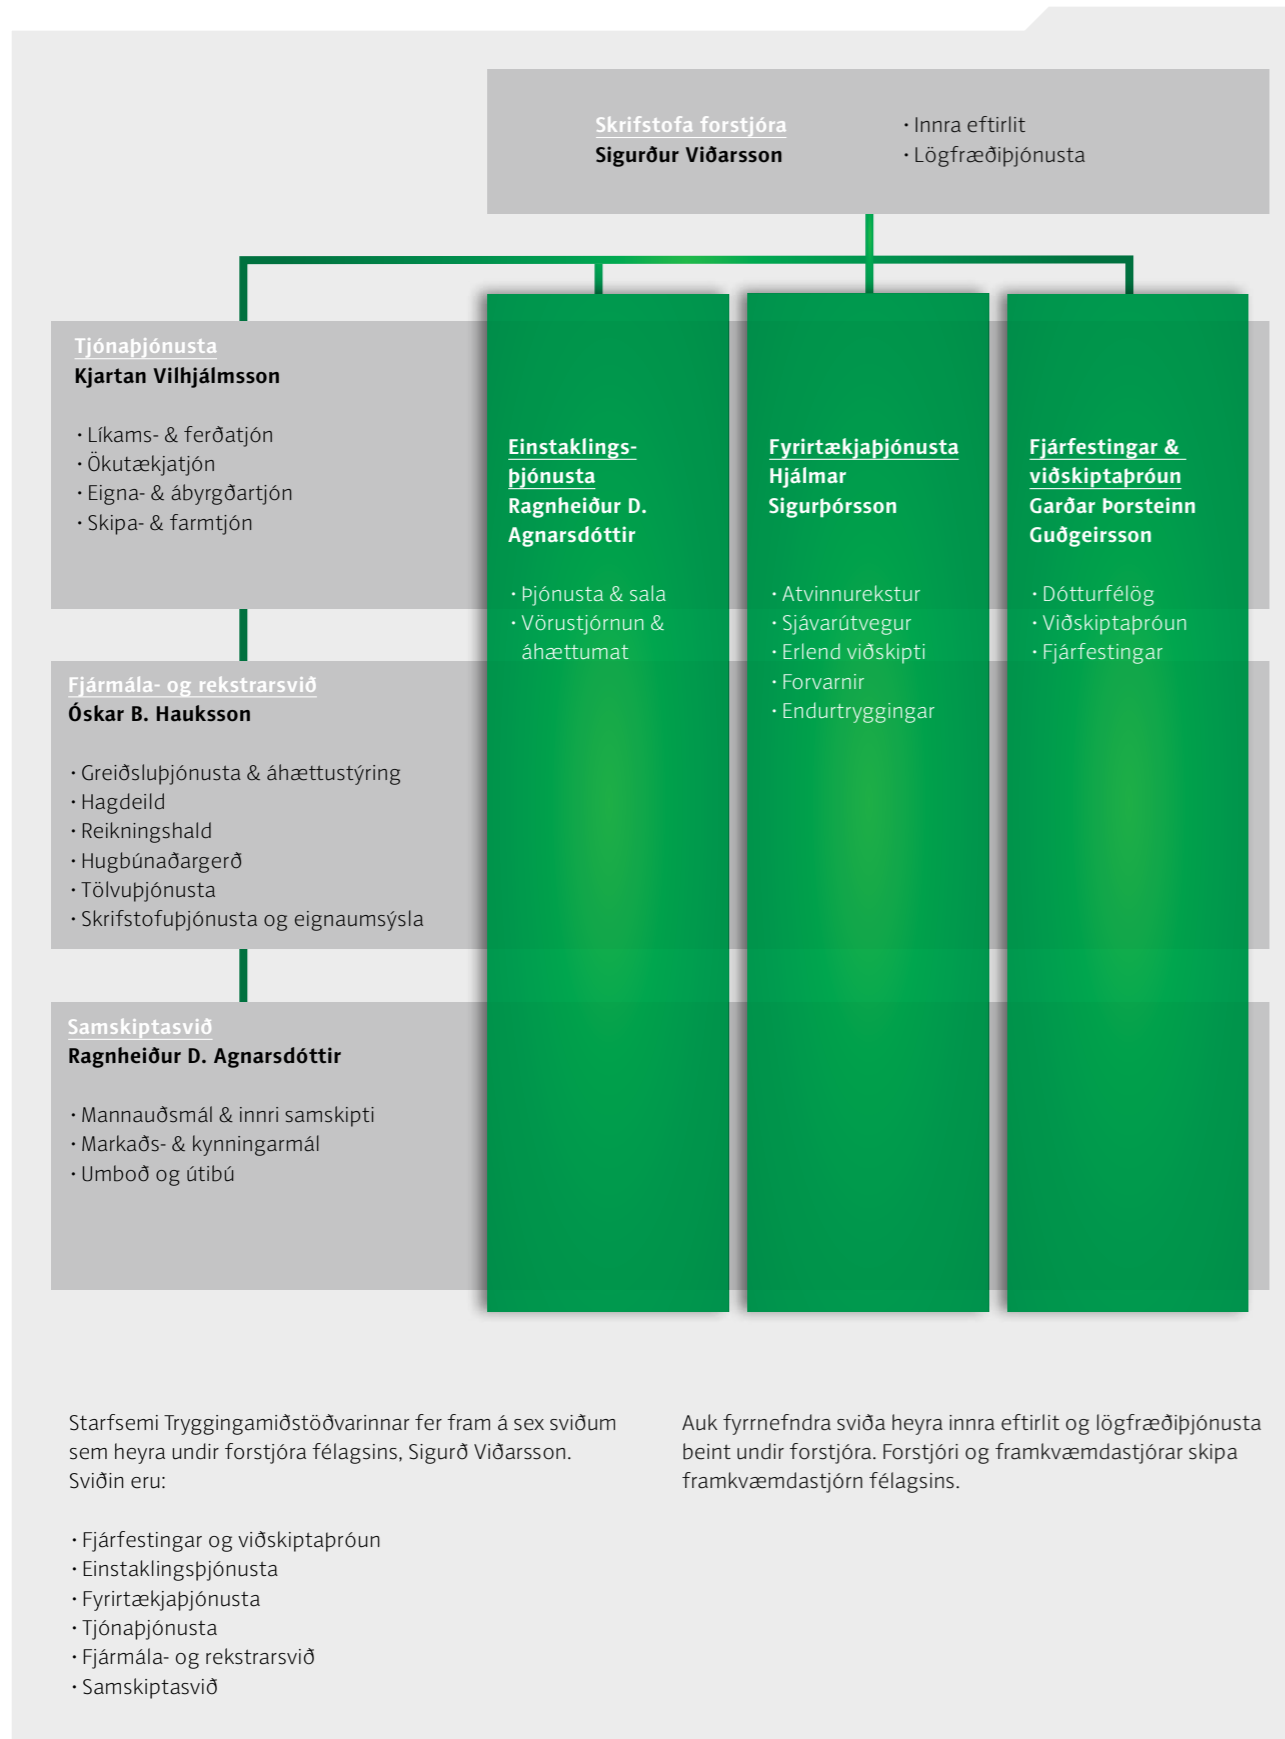 Skrifstofa forstjóra
Sigurður Viðarsson
· Innra eftirlit
· Lögfræðiþjónusta
Tjónaþjónusta
Kjartan Vilhjálmsson
· Líkams- & ferðatjón
· Ökutækjatjón
· Eigna- & ábyrgðartjón
· Skipa- & farmtjón
Einstaklings-
þjónusta
Ragnheiður D.
Agnarsdóttir
· Þjónusta & sala
· Vörustjórnun &
áhættumat
Fyrirtækjaþjónusta
Hjálmar
Sigurþórsson
· Atvinnurekstur
· Sjávarútvegur
· Erlend viðskipti
· Forvarnir
· Endurtryggingar
Fjárfestingar &
viðskiptaþróun
Garðar Þorsteinn
Guðgeirsson
· Dótturfélög
· Viðskiptaþróun
· Fjárfestingar
Fjármála- og rekstrarsvið
Óskar B. Hauksson
· Greiðsluþjónusta & áhættustýring
· Hagdeild
· Reikningshald
· Hugbúnaðargerð
· Tölvuþjónusta
· Skrifstofuþjónusta og eignaumsýsla
Samskiptasvið
Ragnheiður D. Agnarsdóttir
· Mannauðsmál & innri samskipti
· Markaðs- & kynningarmál
· Umboð og útibú
Starfsemi Tryggingamiðstöðvarinnar fer fram á sex sviðum
sem heyra undir forstjóra félagsins, Sigurð Viðarsson.
Sviðin eru:
· Fjárfestingar og viðskiptaþróun
· Einstaklingsþjónusta
· Fyrirtækjaþjónusta
· Tjónaþjónusta
· Fjármála- og rekstrarsvið
· Samskiptasvið
Auk fyrrnefndra sviða heyra innra eftirlit og lögfræðiþjónusta
beint undir forstjóra. Forstjóri og framkvæmdastjórar skipa
framkvæmdastjórn félagsins.